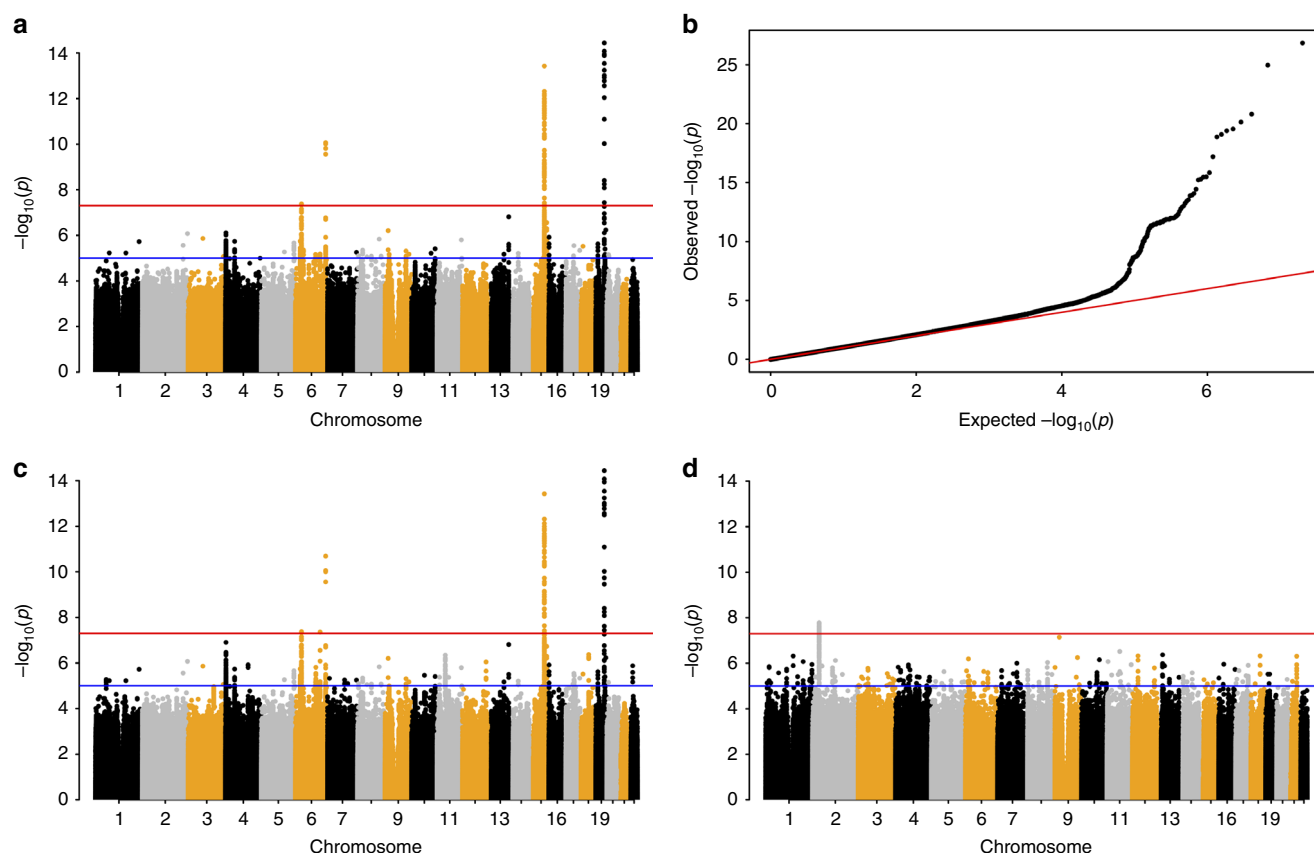 a
14
12
10
8
6
4
2
0
–log10(p)
1 2 3 4 5 6 7 9 11 13 16 19
Chromosome
b
25
20
15
10
5
0
Observed –log10(p)
0 2 4 6
Expected –log10(p)
c
14
12
10
8
6
4
2
0
–log10(p)
1 2 3 4 5 6 7 9 11 13 16 19
Chromosome
d
14
12
10
8
6
4
2
0
–log10(p)
1 2 3 4 5 6 7 9 11 13 16 19
Chromosome